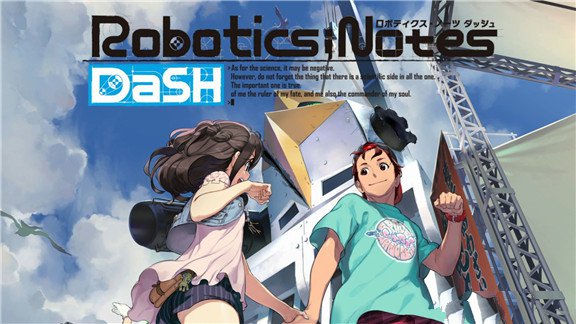 ロボティクス・ノーツ ダッシュ
Robotics;Notes
DaSH
>As for the science, it may be negative.
However, do not forget the thing that there is a scientific side in all the one.
The important one is true.
of me the ruler of my fate, and me also the commander of my soul.
>